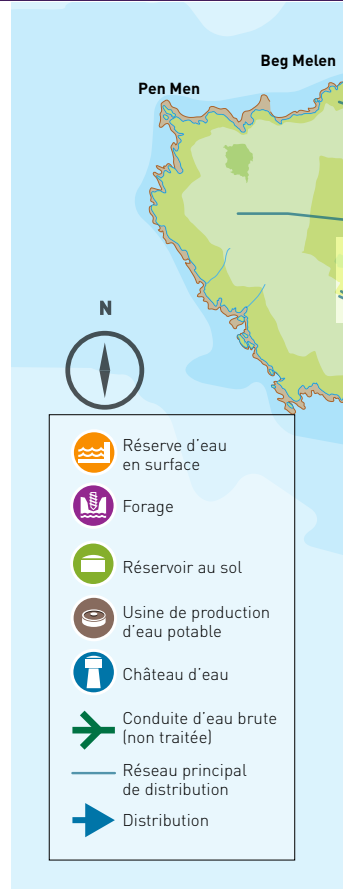 Beg Melen
Pen Men
N
Réserve d'eau
en surface
Forage
Réservoir au sol
Usine de production
d'eau potable
Château d'eau
Conduite d'eau brute
(non traitée)
Réseau principal
de distribution
Distribution